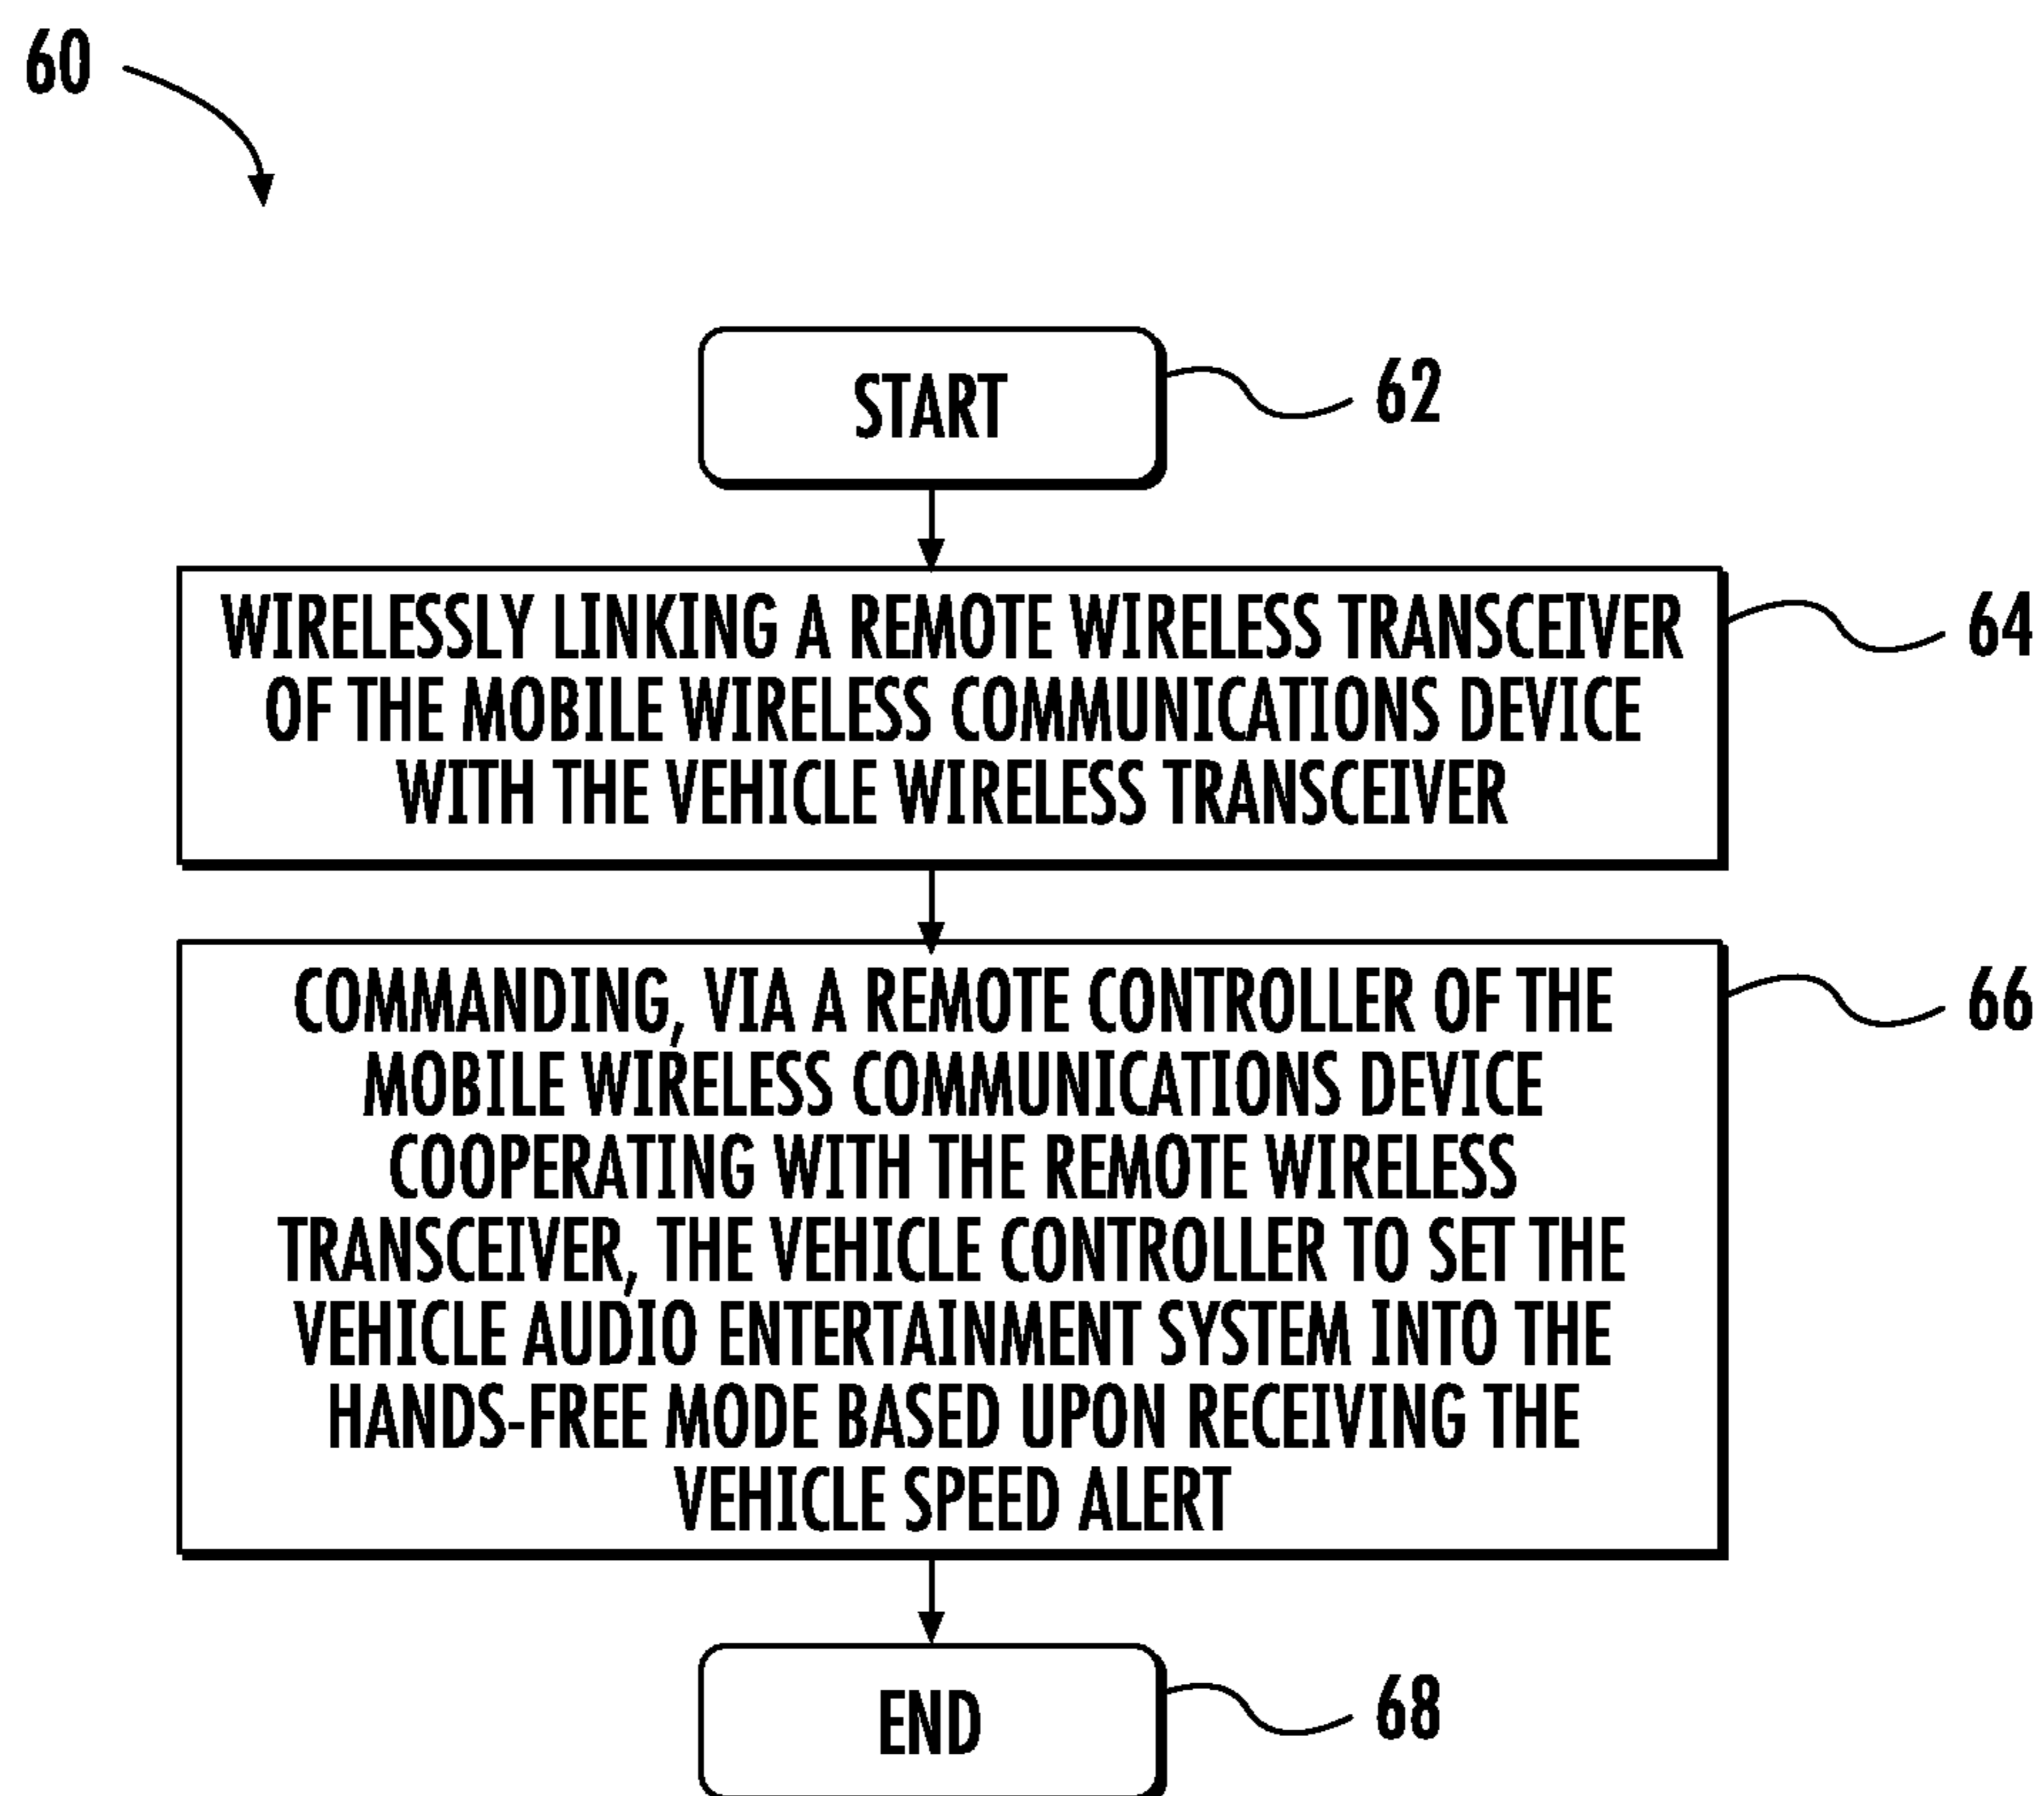 60
START
62
WIRELESSLY LINKING A REMOTE WIRELESS TRANSCEIVER
OF THE MOBILE WIRELESS COMMUNICATIONS DEVICE
WITH THE VEHICLE WIRELESS TRANSCEIVER
64
COMMANDING, VIA A REMOTE CONTROLLER OF THE
MOBILE WIRELESS COMMUNICATIONS DEVICE
COOPERATING WITH THE REMOTE WIRELESS
TRANSCEIVER, THE VEHICLE CONTROLLER TO SET THE
VEHICLE AUDIO ENTERTAINMENT SYSTEM INTO THE
HANDS-FREE MODE BASED UPON RECEIVING THE
VEHICLE SPEED ALERT
66
END
68